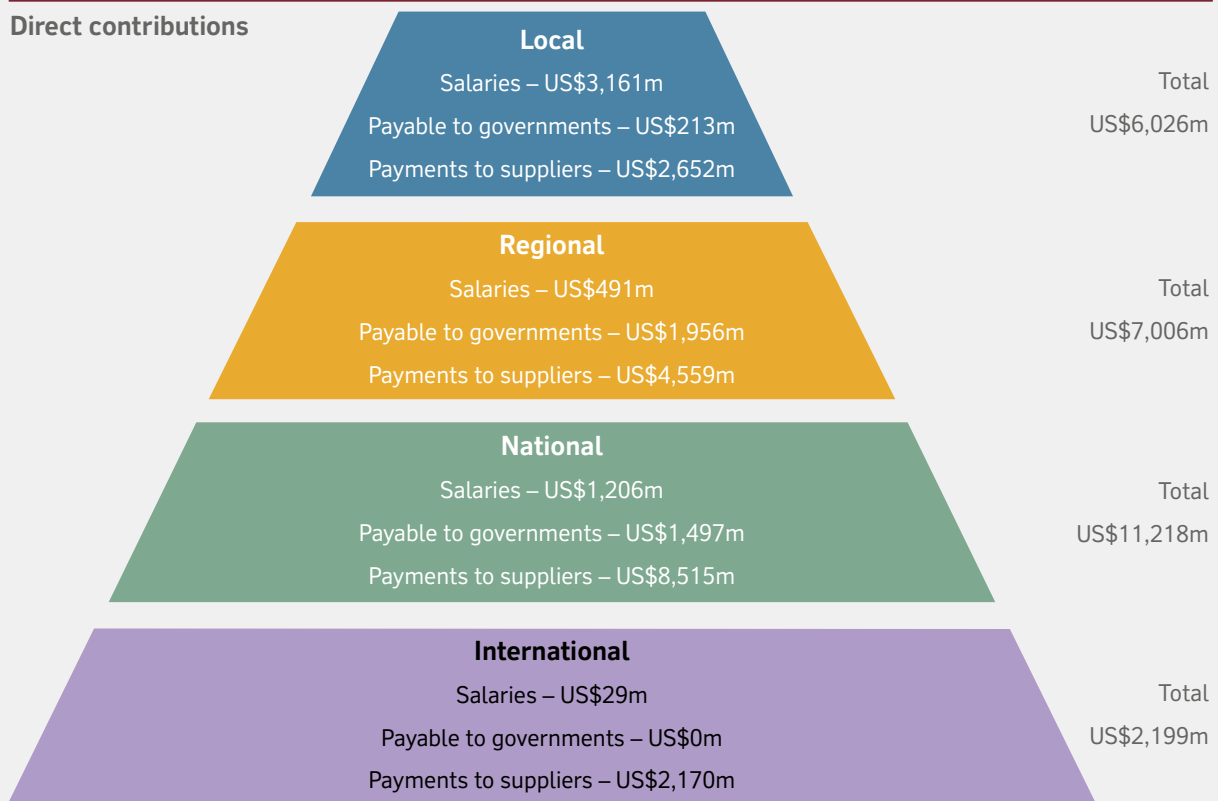 Direct contributions
Local
Salaries – US$3,161m
Payable to governments – US$213m
Payments to suppliers – US$2,652m
Total
US$6,026m
Regional
Salaries – US$491m
Payable to governments – US$1,956m
Payments to suppliers – US$4,559m
Total
US$7,006m
National
Salaries – US$1,206m
Payable to governments – US$1,497m
Payments to suppliers – US$8,515m
Total
US$11,218m
International
Salaries – US$29m
Payable to governments – US$0m
Payments to suppliers – US$2,170m
Total
US$2,199m